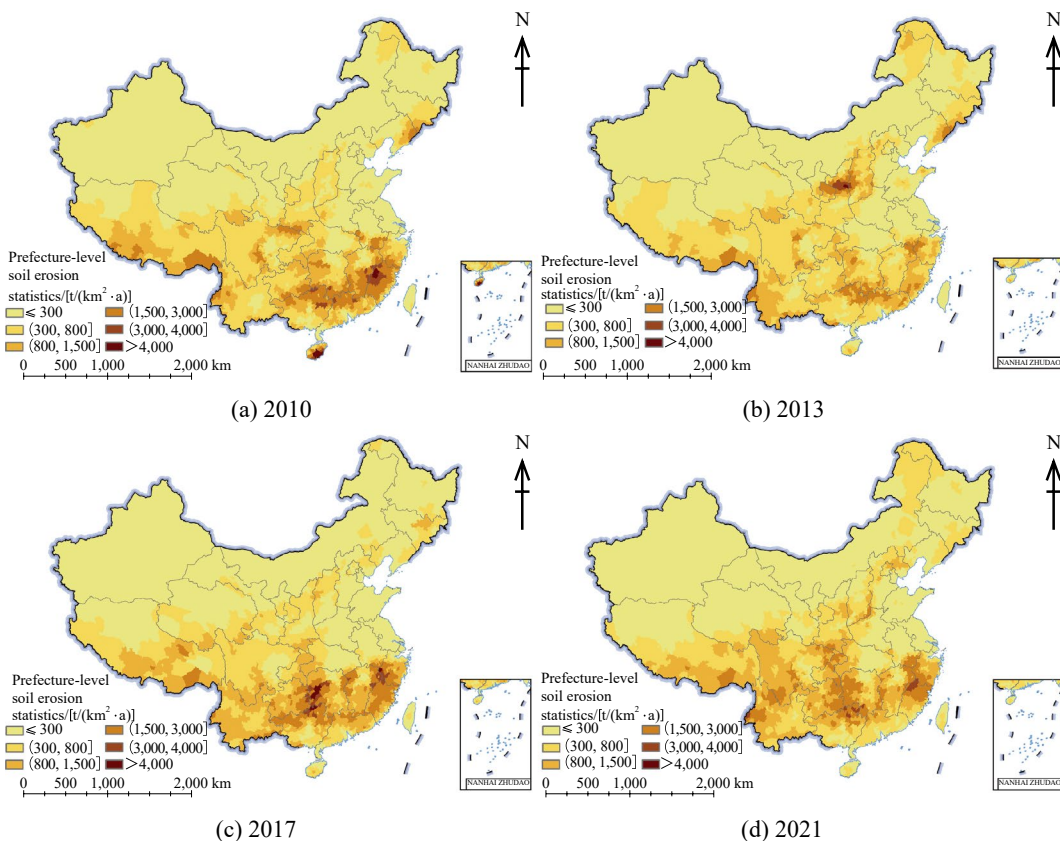 N
Prefecture-level
soil erosion
statistics/[t/(km²·a)]
≤ 300
(1,500, 3,000]
(300, 800]
(3,000, 4,000]
(800, 1,500]
>4,000
0 500 1,000 2,000 km
NANHAI ZHUDAO
(a) 2010
N
Prefecture-level
soil erosion
statistics/[t/(km²·a)]
≤ 300
(1,500, 3,000]
(300, 800]
(3,000, 4,000]
(800, 1,500]
>4,000
0 500 1,000 2,000 km
NANHAI ZHUDAO
(b) 2013
N
Prefecture-level
soil erosion
statistics/[t/(km²·a)]
≤ 300
(1,500, 3,000]
(300, 800]
(3,000, 4,000]
(800, 1,500]
>4,000
0 500 1,000 2,000 km
NANHAI ZHUDAO
(c) 2017
N
Prefecture-level
soil erosion
statistics/[t/(km²·a)]
≤ 300
(1,500, 3,000]
(300, 800]
(3,000, 4,000]
(800, 1,500]
>4,000
0 500 1,000 2,000 km
NANHAI ZHUDAO
(d) 2021